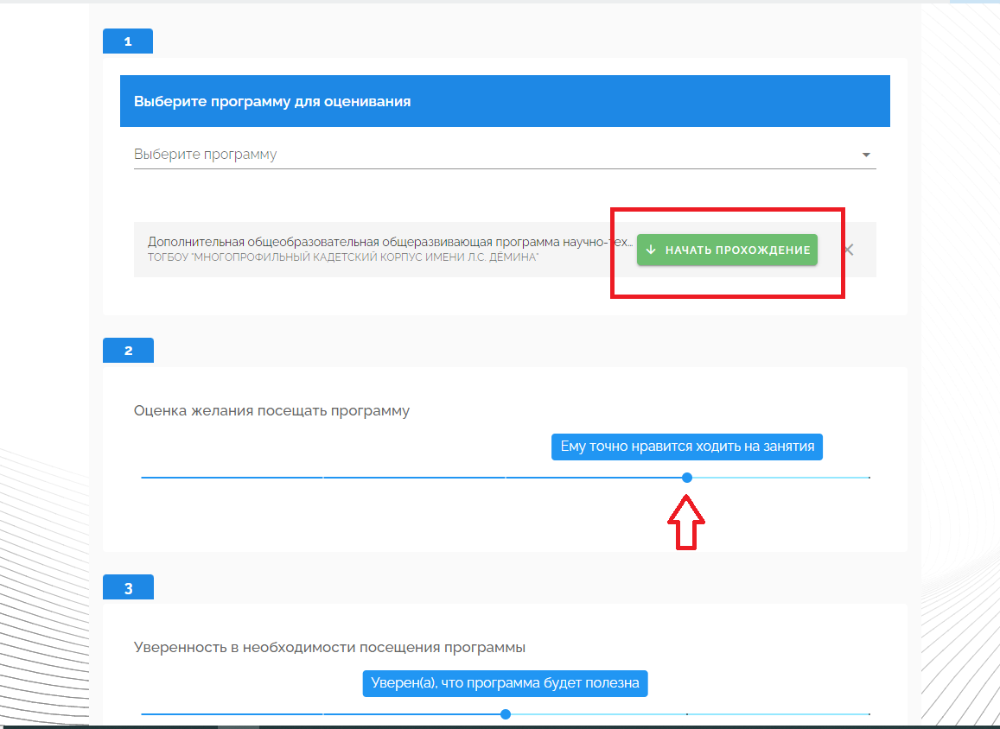 1
Выберите программу для оценивания
Выберите программу
Дополнительная общеобразовательная общеразвивающая программа научно-тех...
ТОГБОУ "МНОГОПРОФИЛЬНЫЙ КАДЕТСКИЙ КОРПУС ИМЕНИ Л.С. ДЁМИНА"
НАЧАТЬ ПРОХОЖДЕНИЕ
2
Оценка желания посещать программу
Ему точно нравится ходить на занятия
3
Уверенность в необходимости посещения программы
Уверен(а), что программа будет полезна